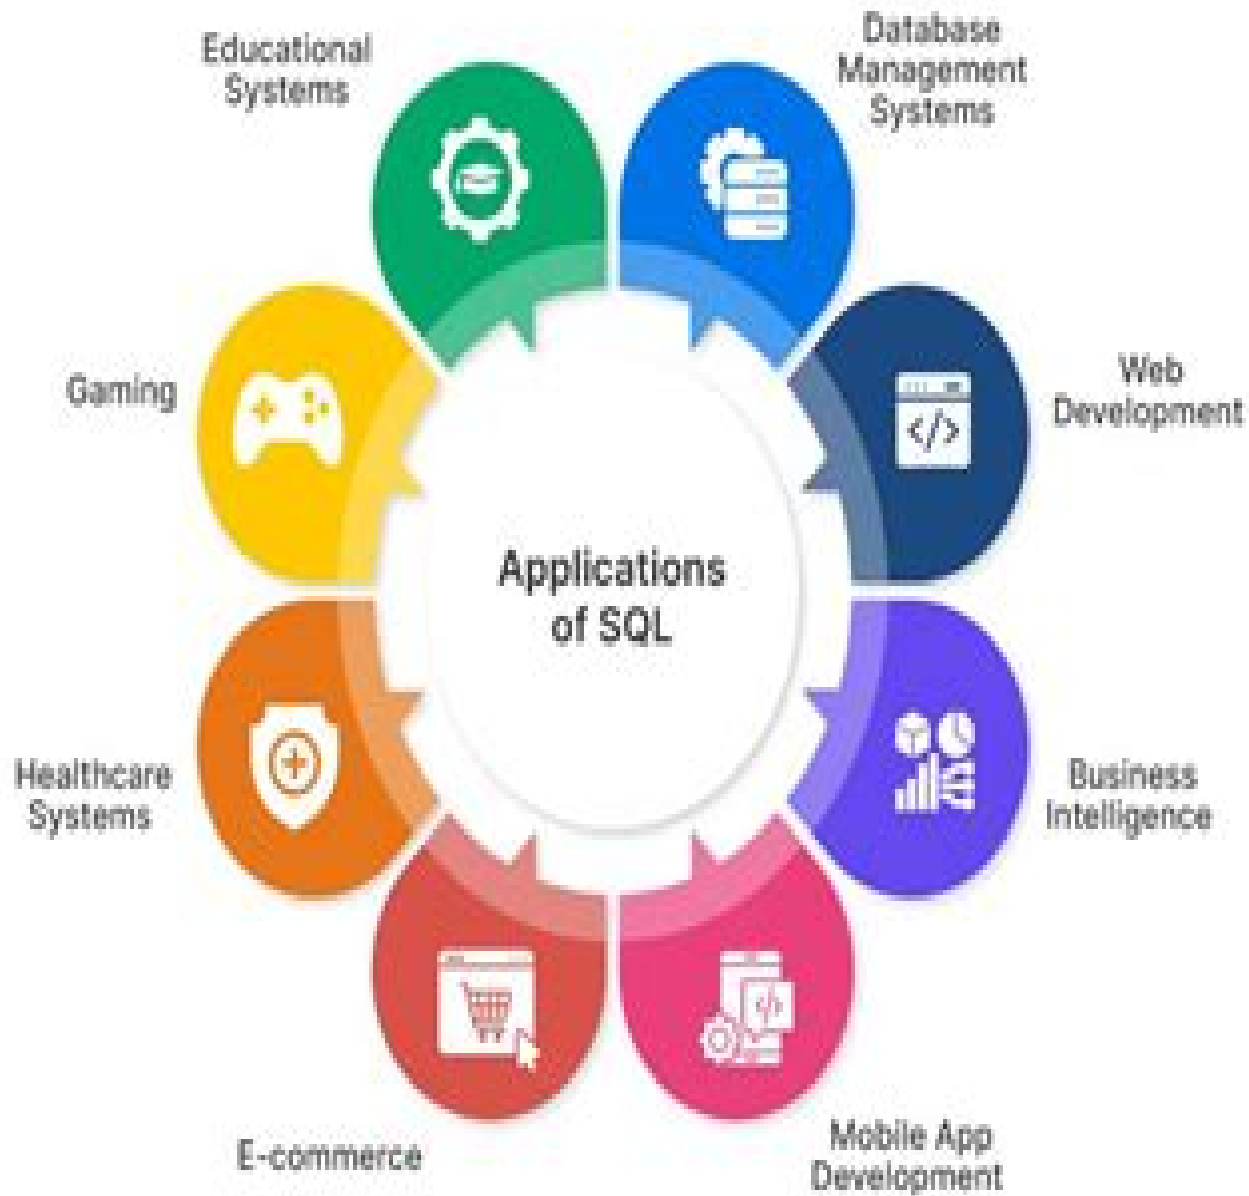 Educational
Systems
Database
Management
Systems
Gaming
Web
Development
Applications
of SQL
Healthcare
Systems
Business
Intelligence
E-commerce
Mobile App
Development